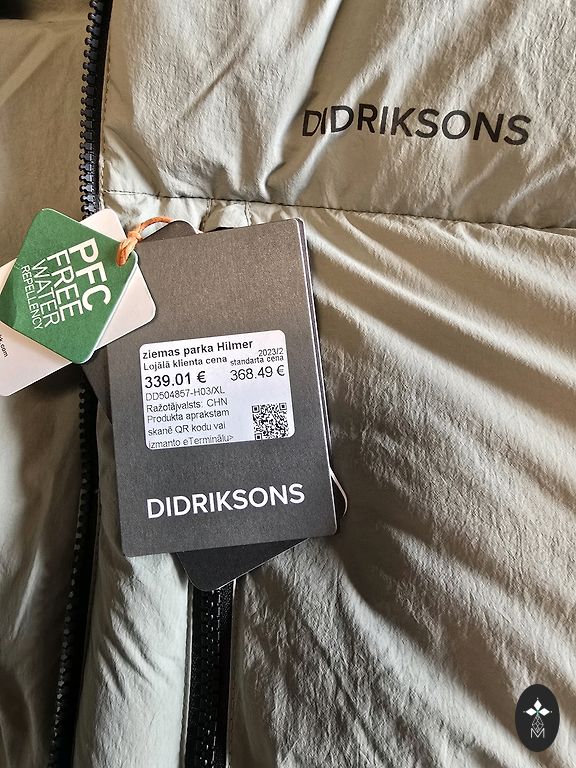 DIDRIKSONS
PFC
FREE
WATER
REPELLENCY
ziemas parka Hilmer
2023/2
Lojālā klienta cena standarta cena
339.01 € 368.49 €
DD504857-H03/XL
Ražotājvalsts: CHN
Produkta aprakstam
skanē QR kodu vai
izmanto eTerminālu>
DIDRIKSONS
M